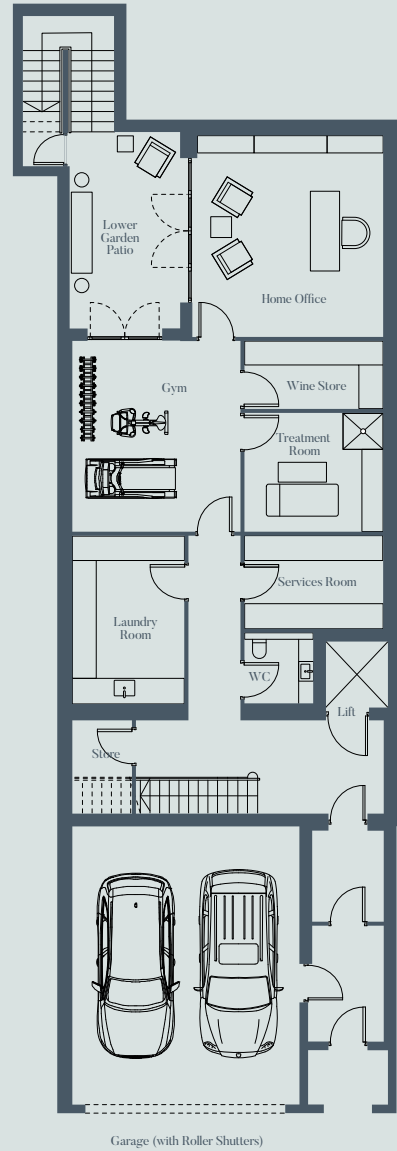 Lower
Garden
Patio
Home Office
Gym
Wine Store
Treatment
Room
Services Room
Laundry
Room
WC
Lift
Store
Garage (with Roller Shutters)